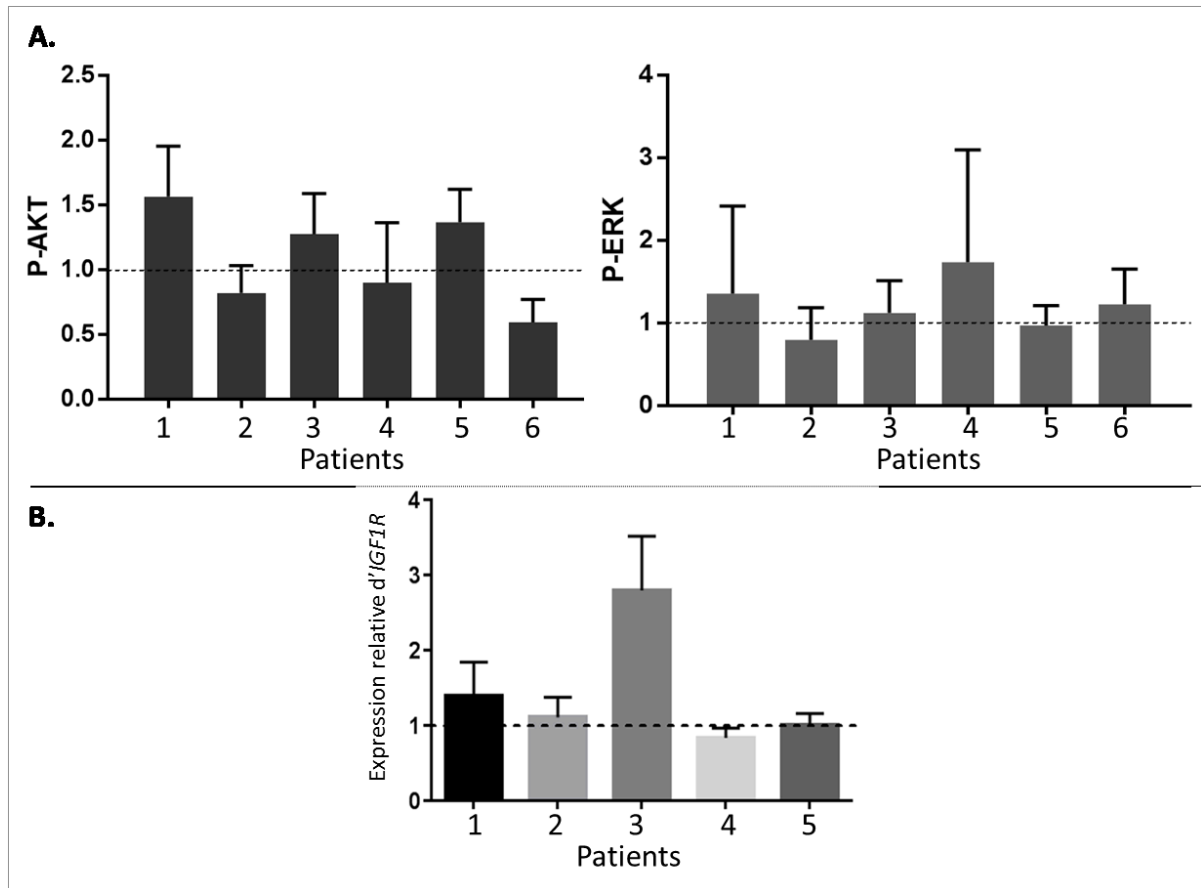 A.
P-AKT
2.5
2.0
1.5
1.0
0.5
0.0
1 2 3 4 5 6
Patients
P-ERK
4
3
2
1
0
1 2 3 4 5 6
Patients
B.
Expression relative d'IGF1R
4
3
2
1
0
1 2 3 4 5
Patients